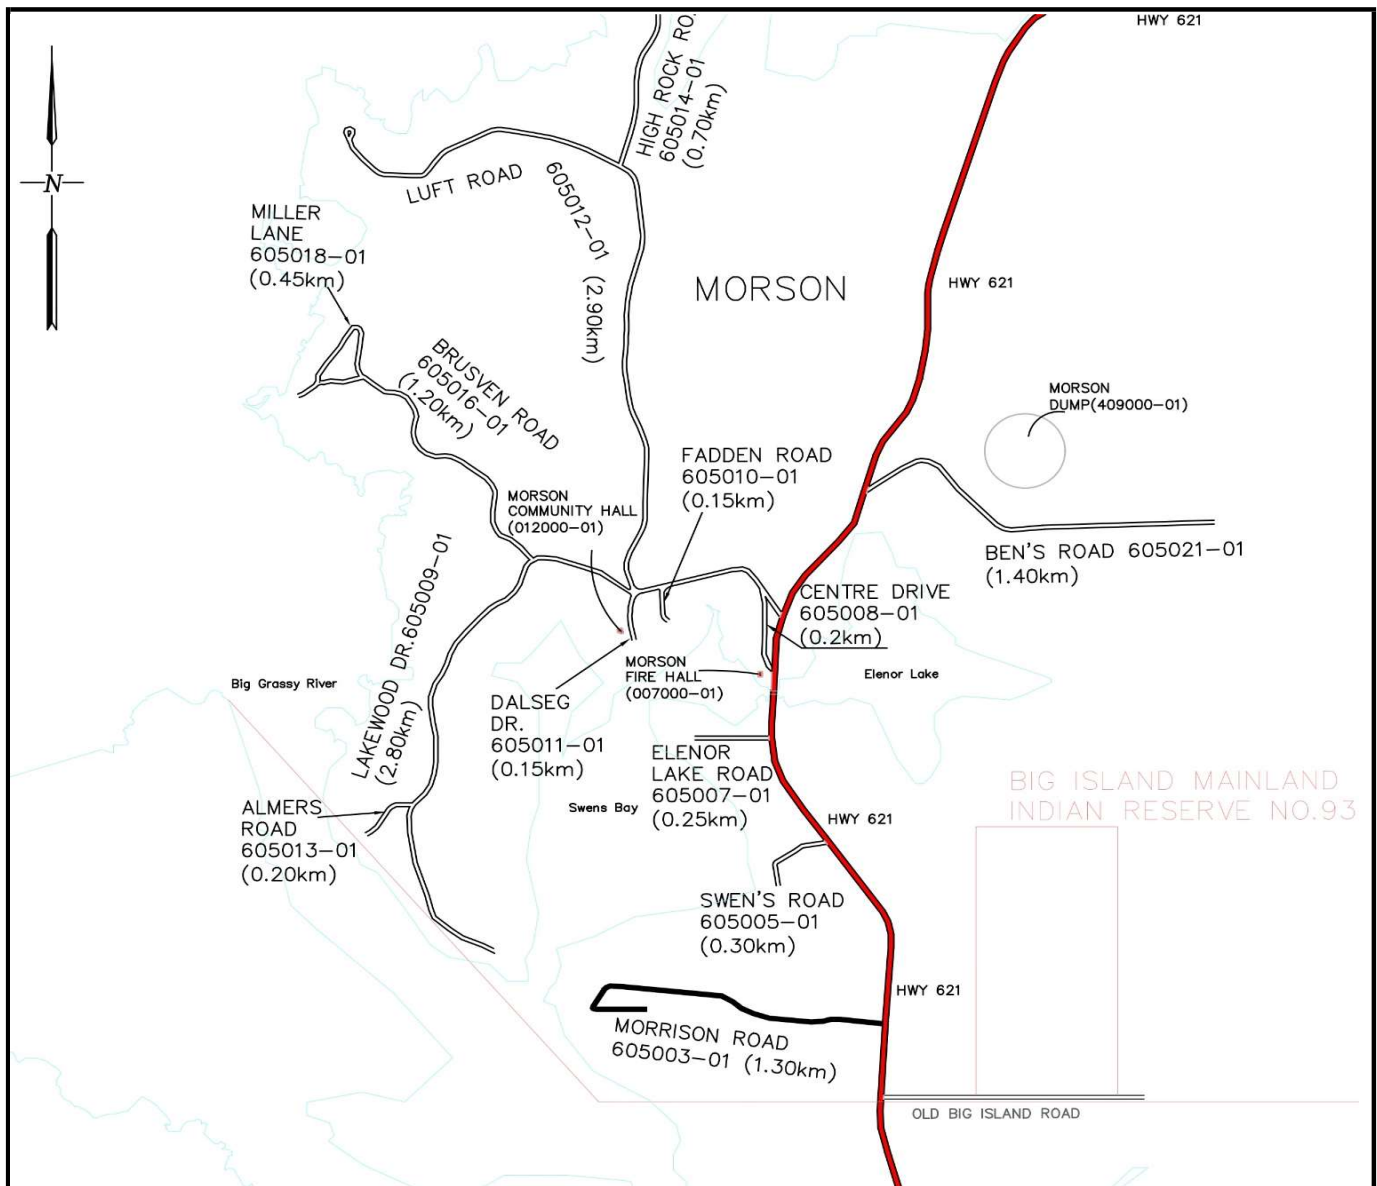 HWY 621
HIGH ROCK RO
605014-01
(0.70km)
LUFT ROAD
605012-01 (2.90km)
N
MILLER
LANE
605018-01
(0.45km)
MORSON
HWY 621
BRUSVEN ROAD
605016-01
(1.20km)
MORSON
DUMP(409000-01)
FADDEN ROAD
605010-01
(0.15km)
MORSON
COMMUNITY HALL
(012000-01)
BEN'S ROAD 605021-01
(1.40km)
CENTRE DRIVE
605008-01
(0.2km)
LAKEWOOD DR.605009-01
(2.80km)
Big Grassy River
MORSON
FIRE HALL
(007000-01)
Elenor Lake
DALSEG
DR.
605011-01
(0.15km)
ELENOR
LAKE ROAD
605007-01
(0.25km)
Swens Bay
BIG ISLAND MAINLAND
INDIAN RESERVE NO.93
ALMERS
ROAD
605013-01
(0.20km)
HWY 621
SWEN'S ROAD
605005-01
(0.30km)
HWY 621
MORRISON ROAD
605003-01 (1.30km)
OLD BIG ISLAND ROAD